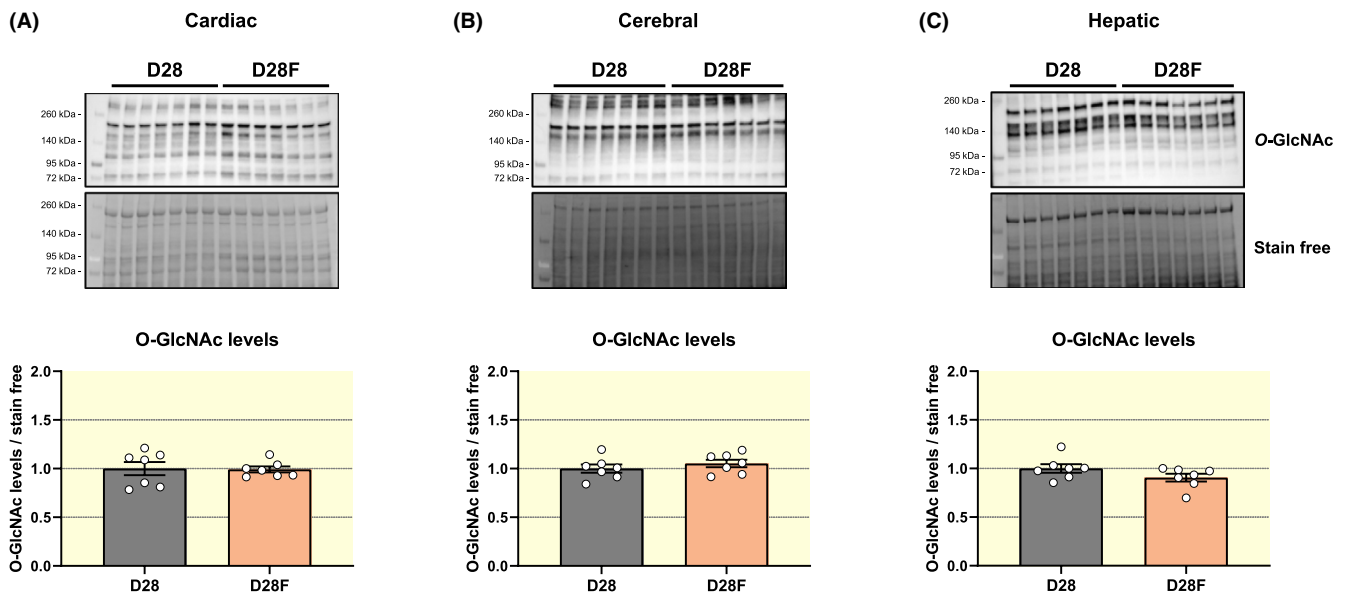 (A) Cardiac
D28 D28F
260 kDa -
140 kDa -
95 kDa -
72 kDa -
260 kDa -
140 kDa -
95 kDa -
72 kDa -
O-GlcNAc levels
O-GlcNAc levels / stain free
2.0
1.5
1.0
0.5
0.0
D28 D28F
(B) Cerebral
D28 D28F
260 kDa -
140 kDa -
95 kDa -
72 kDa -
O-GlcNAc levels
O-GlcNAc levels / stain free
2.0
1.5
1.0
0.5
0.0
D28 D28F
(C) Hepatic
D28 D28F
260 kDa -
140 kDa -
95 kDa -
72 kDa -
O-GlcNAc
Stain free
O-GlcNAc levels
O-GlcNAc levels / stain free
2.0
1.5
1.0
0.5
0.0
D28 D28F